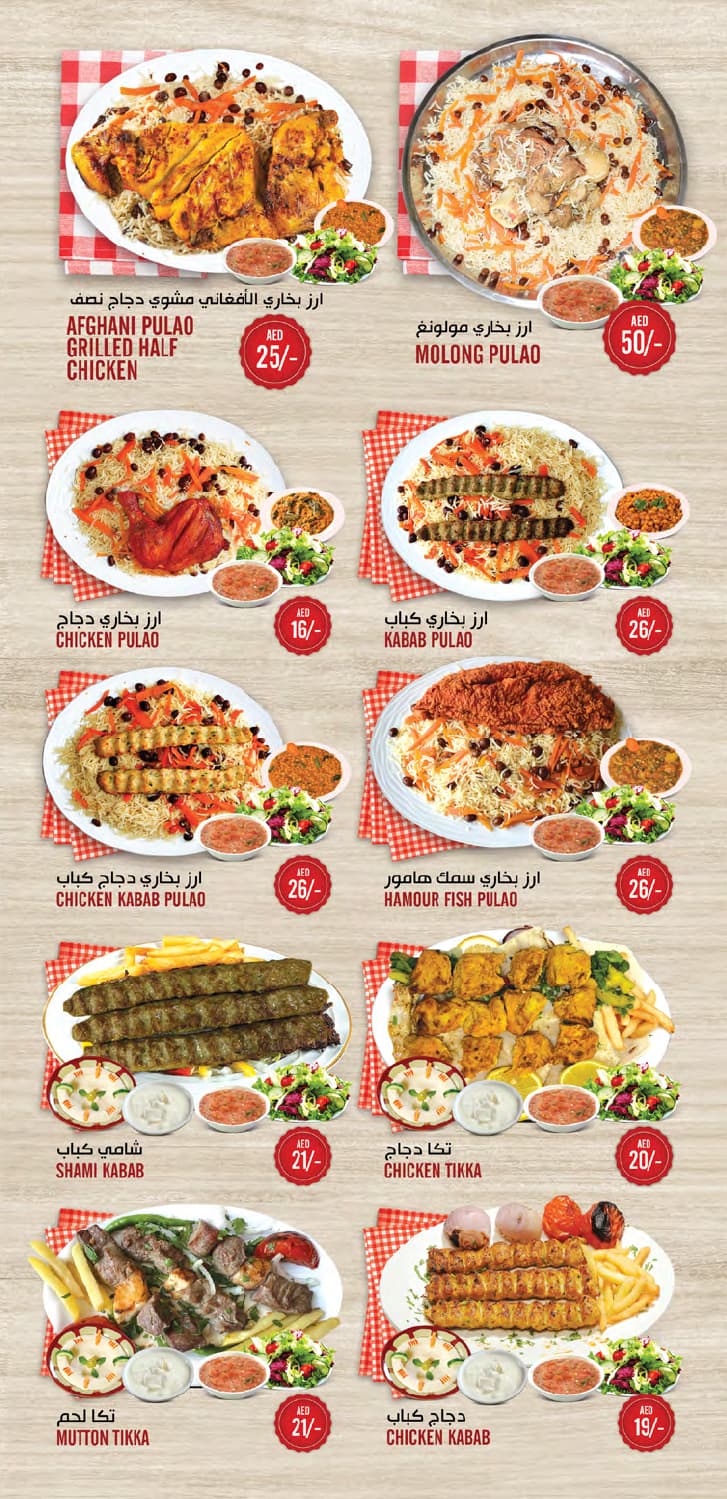 ارز بخاري الأفغاني مشوي دجاج نصف
AFGHANI PULAO
GRILLED HALF
CHICKEN
AED
25/-
ارز بخاري مولونغ
MOLONG PULAO
AED
50/-
ارز بخاري دجاج
CHICKEN PULAO
AED
16/-
ارز بخاري كباب
KABAB PULAO
AED
26/-
ارز بخاري دجاج كباب
CHICKEN KABAB PULAO
AED
26/-
ارز بخاري سمك هامور
HAMOUR FISH PULAO
AED
26/-
شامي كباب
SHAMI KABAB
AED
21/-
تكا دجاج
CHICKEN TIKKA
AED
20/-
تكا لحم
MUTTON TIKKA
AED
21/-
دجاج كباب
CHICKEN KABAB
AED
19/-